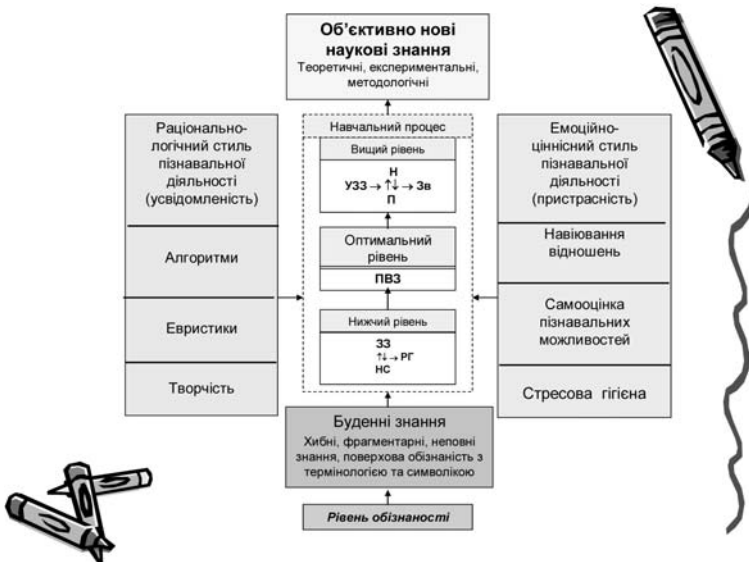 Об’єктивно нові
наукові знання
Теоретичні, експериментальні,
методологічні
Раціонально-
логічний стиль
пізнавальної
діяльності
(усвідомленість)
Алгоритми
Евристики
Творчість
Навчальний процес
Вищий рівень
Н
УЗЗ → ↑↓ → Зв
П
Оптимальний
рівень
ПВЗ
Нижчий рівень
ЗЗ
↑↓ → РГ
НС
Емоційно-
ціннісний стиль
пізнавальної
діяльності
(пристрасність)
Навіювання
відношень
Самооцінка
пізнавальних
можливостей
Стресова гігієна
Буденні знання
Хибні, фрагментарні, неповні
знання, поверхова обізнаність з
термінологією та символікою
Рівень обізнаності